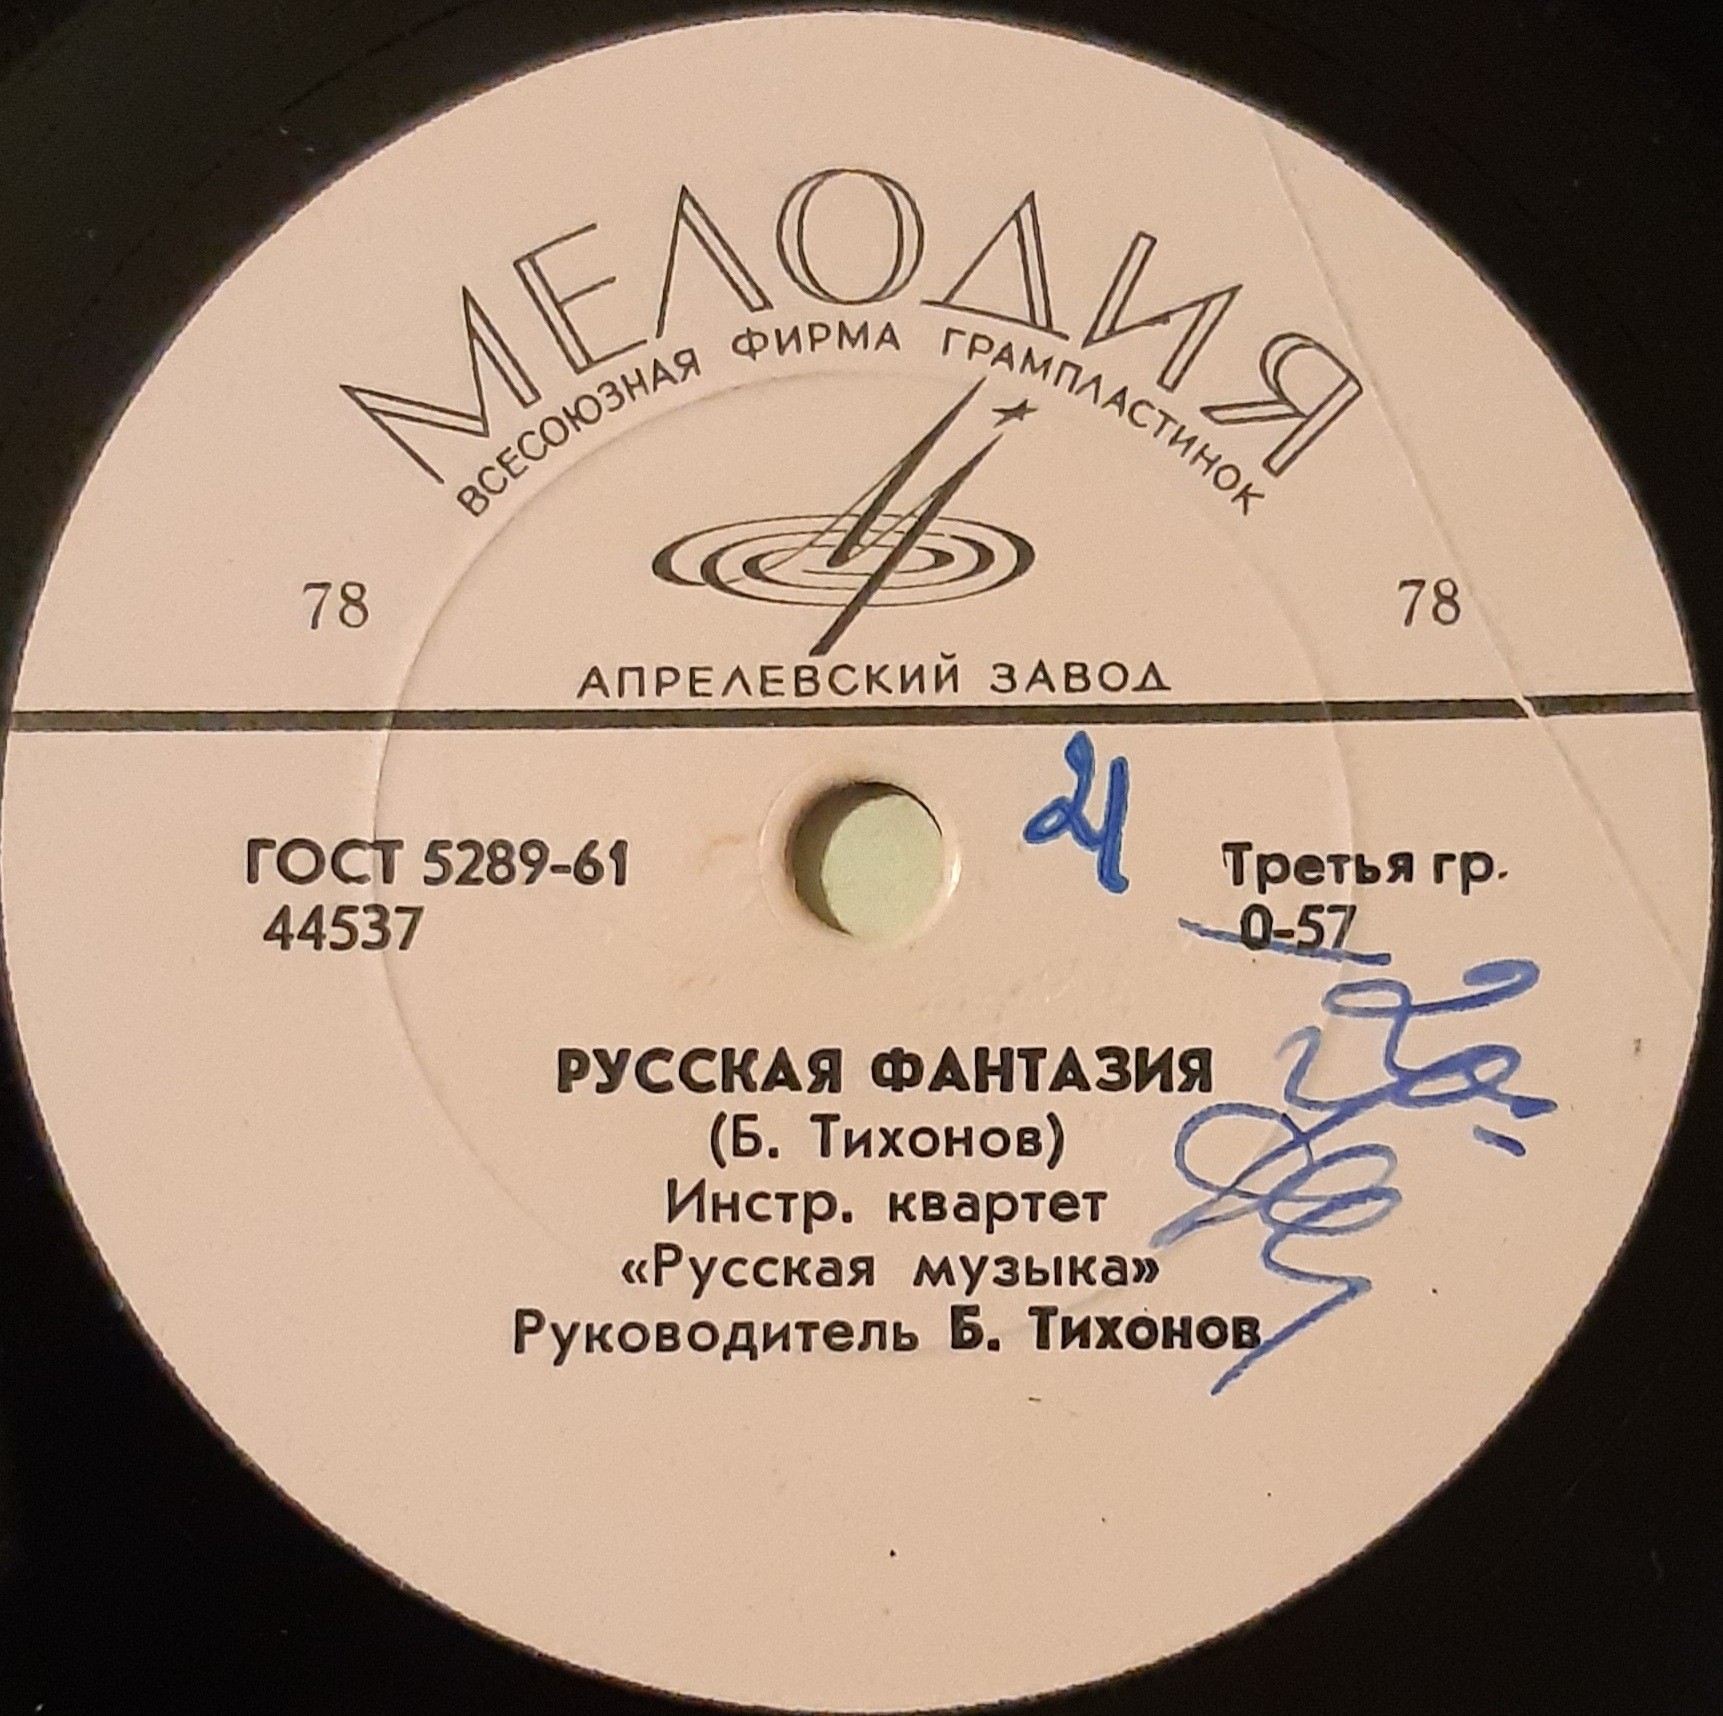 МЕЛОДИЯ
ВСЕСОЮЗНАЯ ФИРМА ГРАМПЛАСТИНОК
78 78
АПРЕЛЕВСКИЙ ЗАВОД
ГОСТ 5289-61 Третья гр.
44537 0-57
РУССКАЯ ФАНТАЗИЯ
(Б. Тихонов)
Инстр. квартет
«Русская музыка»
Руководитель Б. Тихонов